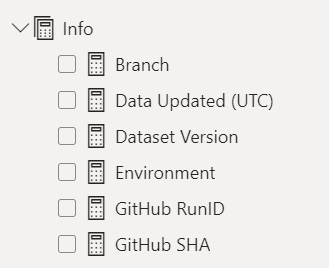 Info
Branch
Data Updated (UTC)
Dataset Version
Environment
GitHub RunID
GitHub SHA